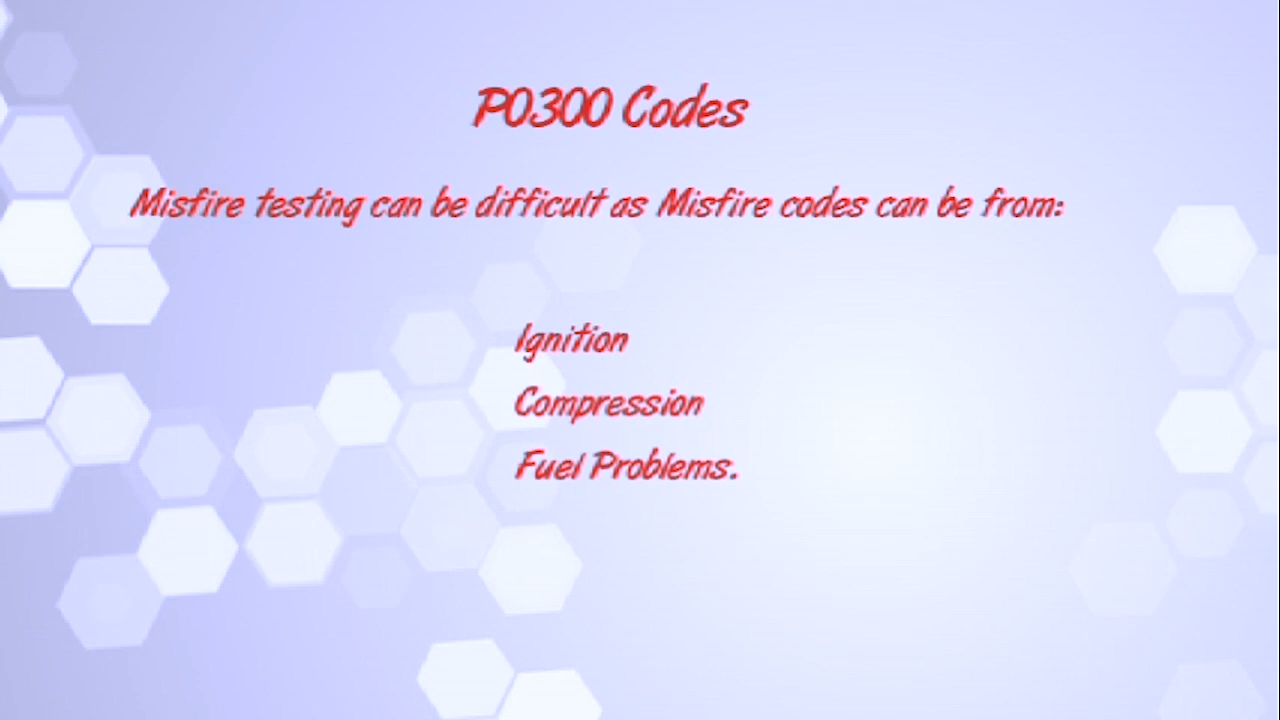 P0300 Codes
Misfire testing can be difficult as Misfire codes can be from:
Ignition
Compression
Fuel Problems.